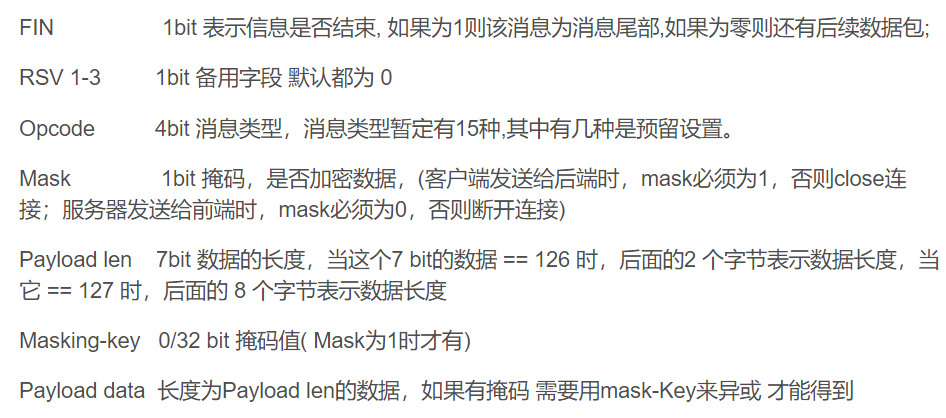 FIN 1bit 表示信息是否结束, 如果为1则该消息为消息尾部,如果为零则还有后续数据包;
RSV 1-3 1bit 备用字段 默认都为 0
Opcode 4bit 消息类型，消息类型暂定有15种,其中有几种是预留设置。
Mask 1bit 掩码，是否加密数据，(客户端发送给后端时，mask必须为1，否则close连
接；服务器发送给前端时，mask必须为0，否则断开连接)
Payload len 7bit 数据的长度，当这个7 bit的数据 == 126 时，后面的2 个字节表示数据长度，当
它 == 127 时，后面的 8 个字节表示数据长度
Masking-key 0/32 bit 掩码值( Mask为1时才有)
Payload data 长度为Payload len的数据，如果有掩码 需要用mask-Key来异或 才能得到